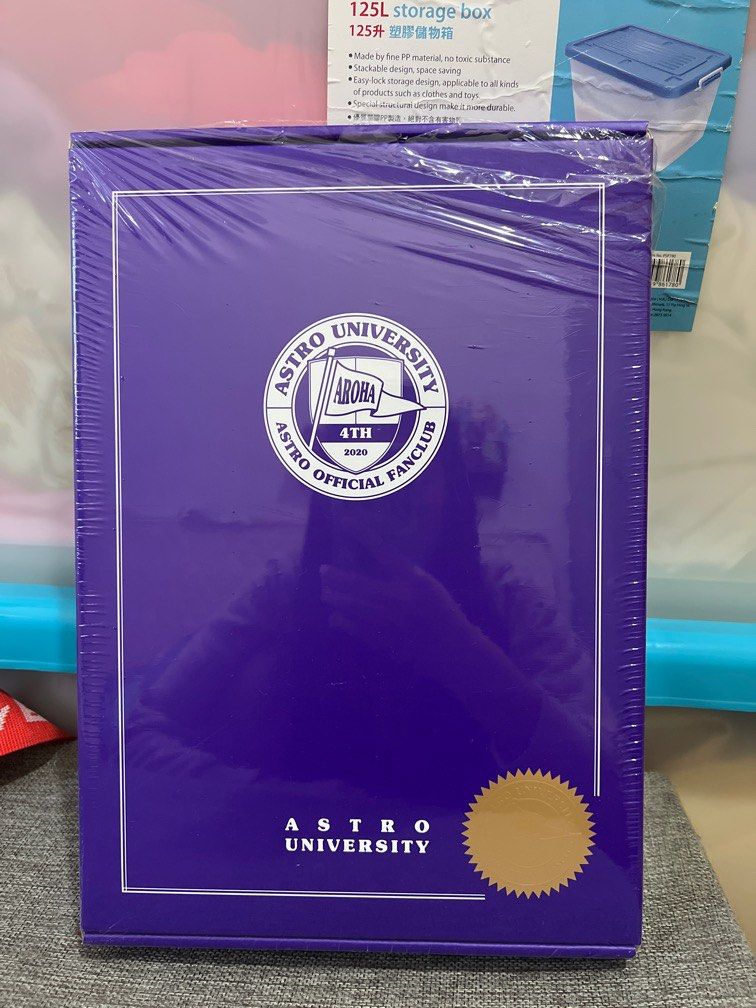 125L storage box
125升 塑膠儲物箱
• Made by fine PP material, no toxic substance
• Stackable design, space saving
• Easy-lock storage design, applicable to all kinds
of products such as clothes and toys.
• Special structural design make it more durable.
ASTRO UNIVERSITY
AROHA
4TH
2020
ASTRO OFFICIAL FANCLUB
ASTRO
UNIVERSITY